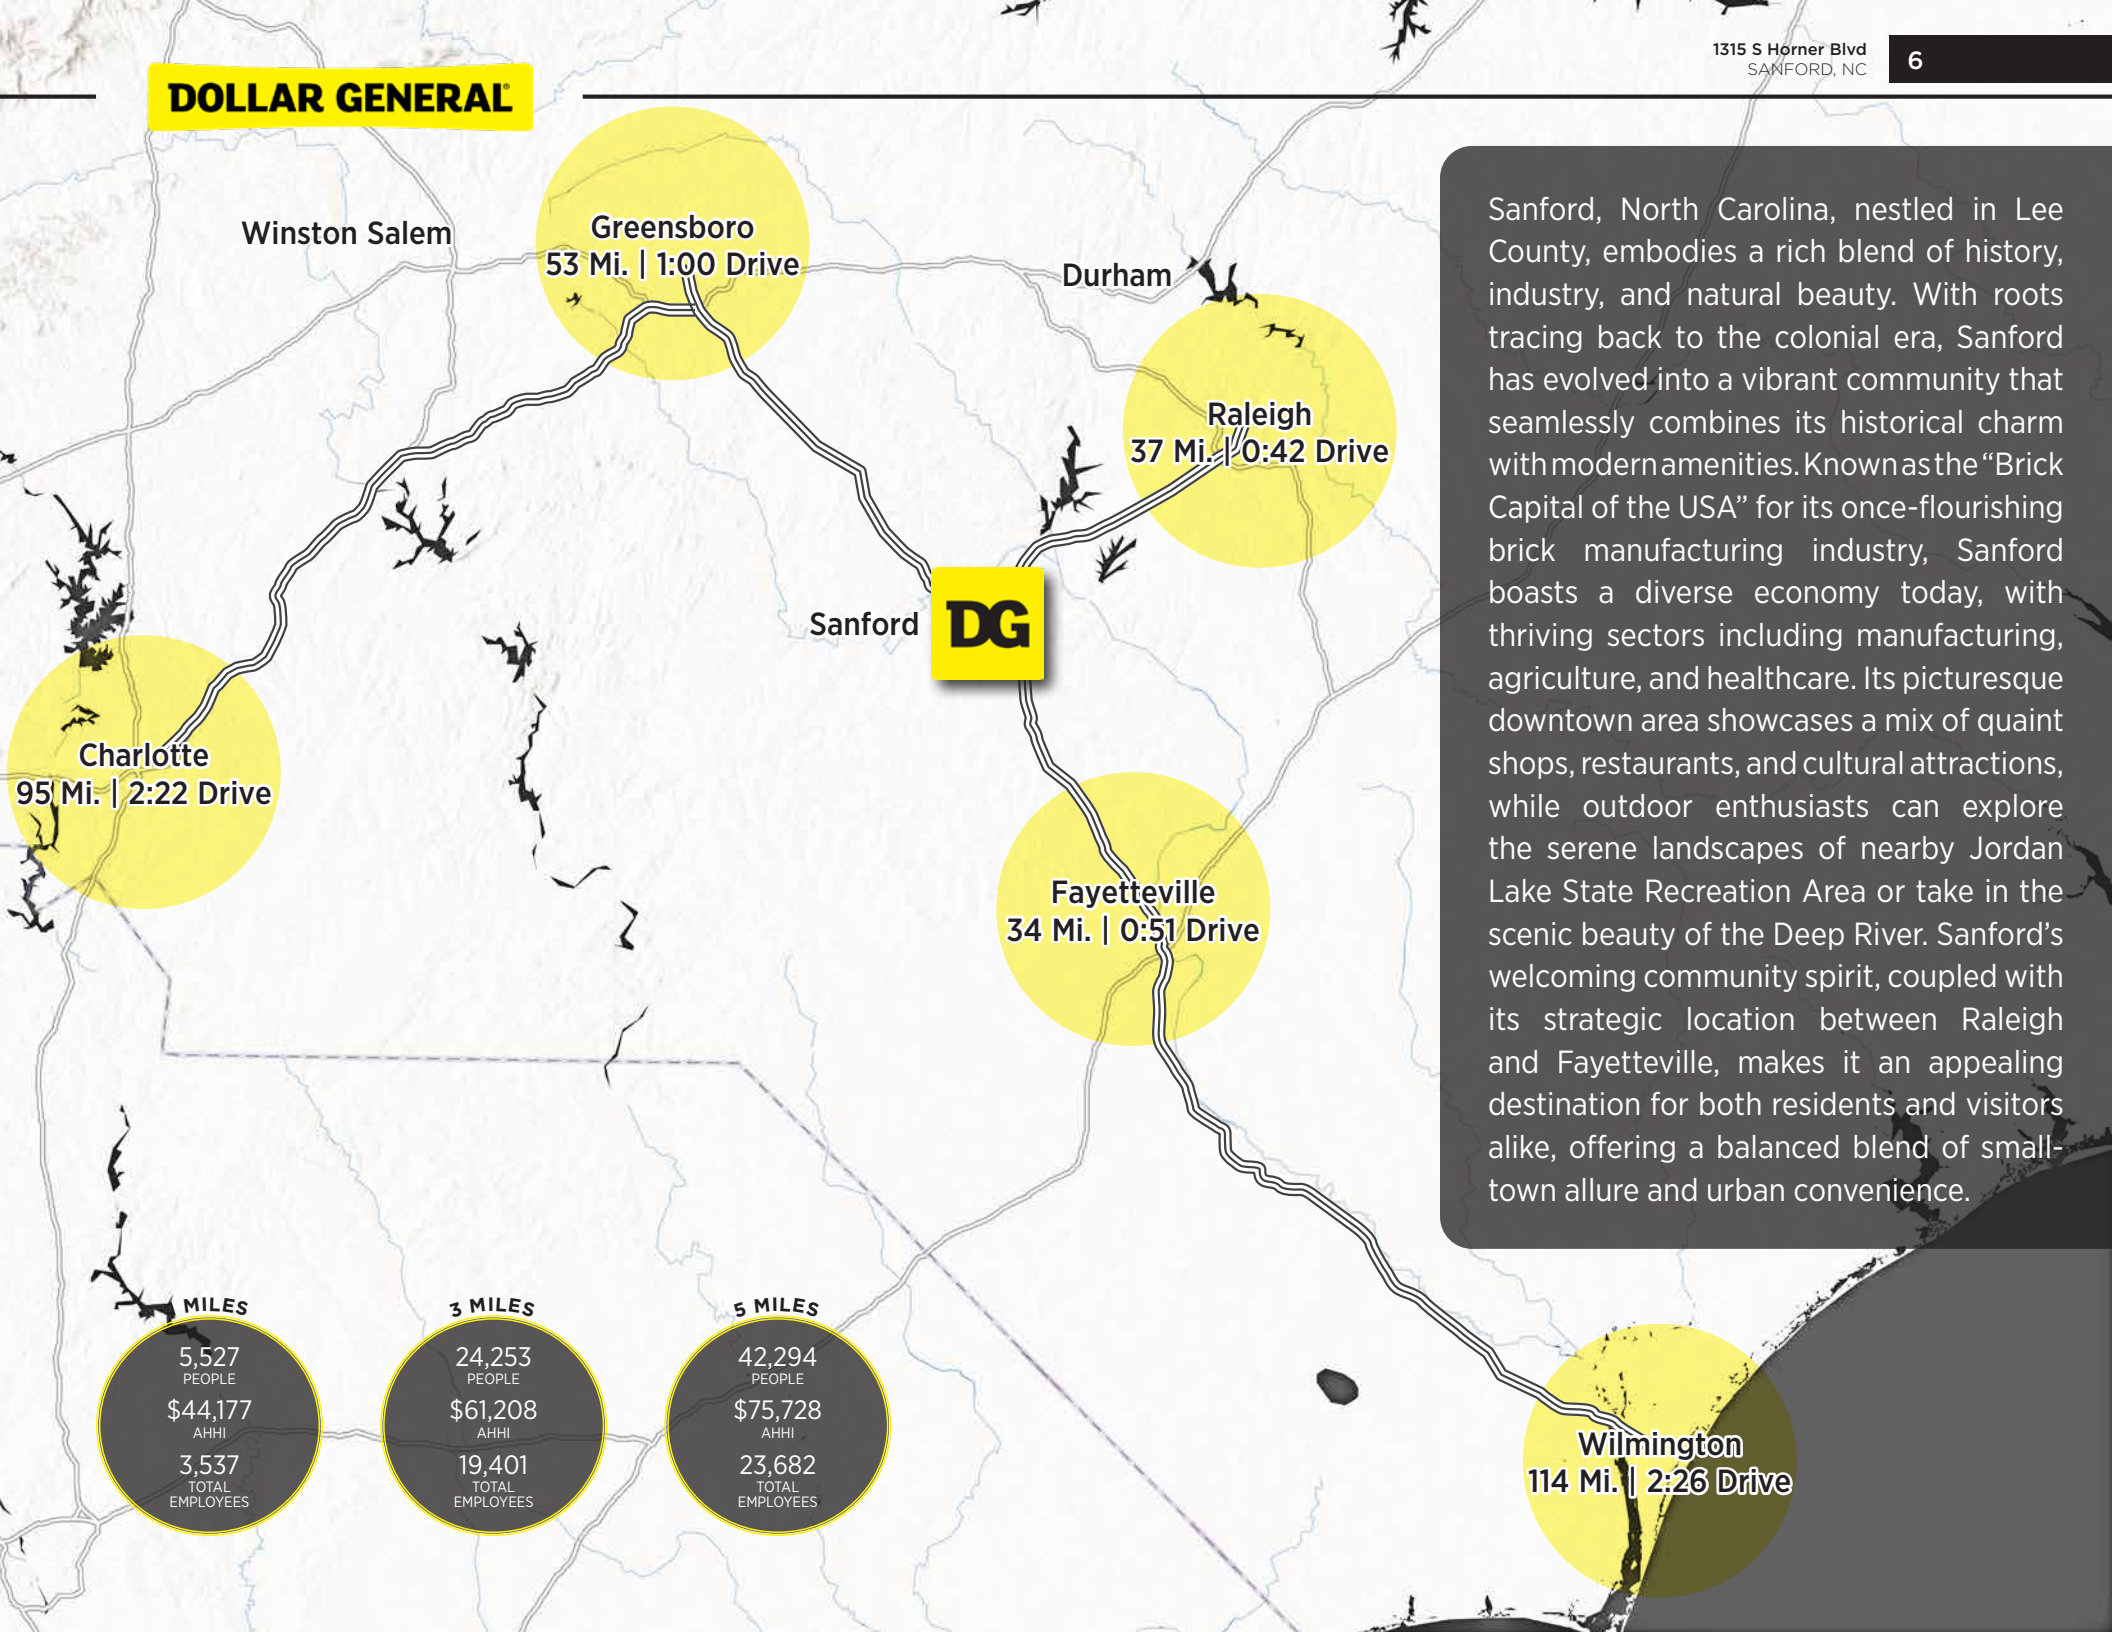 DOLLAR GENERAL
1315 S Horner Blvd
SANFORD, NC
6
Winston Salem
Greensboro
53 Mi. | 1:00 Drive
Durham
Raleigh
37 Mi. | 0:42 Drive
Sanford
DG
Charlotte
95 Mi. | 2:22 Drive
Fayetteville
34 Mi. | 0:51 Drive
Wilmington
114 Mi. | 2:26 Drive
Sanford, North Carolina, nestled in Lee
County, embodies a rich blend of history,
industry, and natural beauty. With roots
tracing back to the colonial era, Sanford
has evolved into a vibrant community that
seamlessly combines its historical charm
with modern amenities. Known as the “Brick
Capital of the USA” for its once-flourishing
brick manufacturing industry, Sanford
boasts a diverse economy today, with
thriving sectors including manufacturing,
agriculture, and healthcare. Its picturesque
downtown area showcases a mix of quaint
shops, restaurants, and cultural attractions,
while outdoor enthusiasts can explore
the serene landscapes of nearby Jordan
Lake State Recreation Area or take in the
scenic beauty of the Deep River. Sanford’s
welcoming community spirit, coupled with
its strategic location between Raleigh
and Fayetteville, makes it an appealing
destination for both residents and visitors
alike, offering a balanced blend of small-
town allure and urban convenience.
MILES
5,527
PEOPLE
$44,177
AHHI
3,537
TOTAL
EMPLOYEES
3 MILES
24,253
PEOPLE
$61,208
AHHI
19,401
TOTAL
EMPLOYEES
5 MILES
42,294
PEOPLE
$75,728
AHHI
23,682
TOTAL
EMPLOYEES